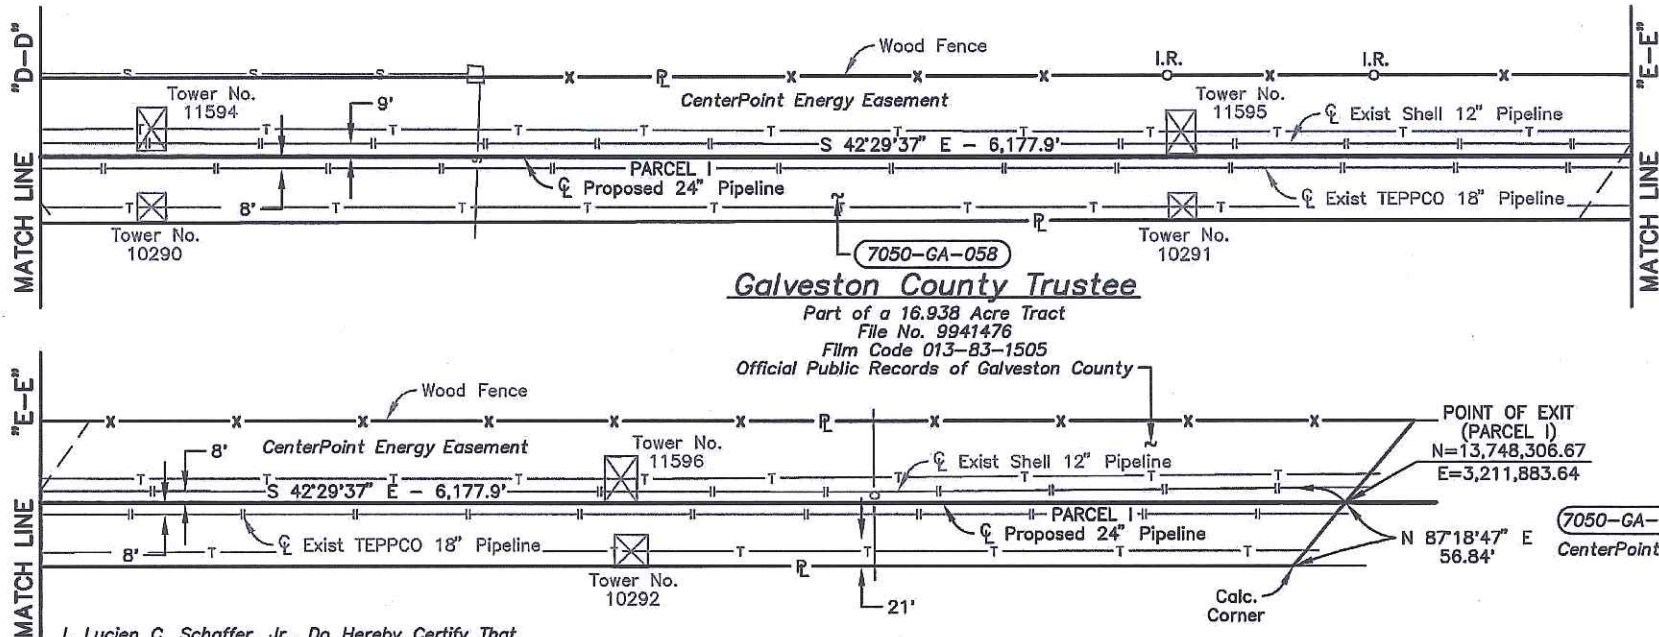 "D-D"
MATCH LINE
Wood Fence
I.R.
I.R.
"E-E"
MATCH LINE
S S S
X ℙL X X X X X
Tower No.
11594
9'
CenterPoint Energy Easement
Tower No.
11595
℄ Exist Shell 12" Pipeline
S 42°29'37" E - 6,177.9'
PARCEL I
℄ Proposed 24" Pipeline
℄ Exist TEPPCO 18" Pipeline
8'
Tower No.
10290
Tower No.
10291
7050-GA-058
Galveston County Trustee
Part of a 16.938 Acre Tract
File No. 9941476
Film Code 013-83-1505
Official Public Records of Galveston County
"E-E"
MATCH LINE
Wood Fence
8'
CenterPoint Energy Easement
Tower No.
11596
℄ Exist Shell 12" Pipeline
POINT OF EXIT
(PARCEL I)
N=13,748,306.67
E=3,211,883.64
S 42°29'37" E - 6,177.9'
PARCEL I
℄ Proposed 24" Pipeline
8'
℄ Exist TEPPCO 18" Pipeline
N 87°18'47" E
56.84'
7050-GA-
CenterPoint
Tower No.
10292
21'
Calc.
Corner
I, Lucien C. Schaffer, Jr., Do Hereby Certify That